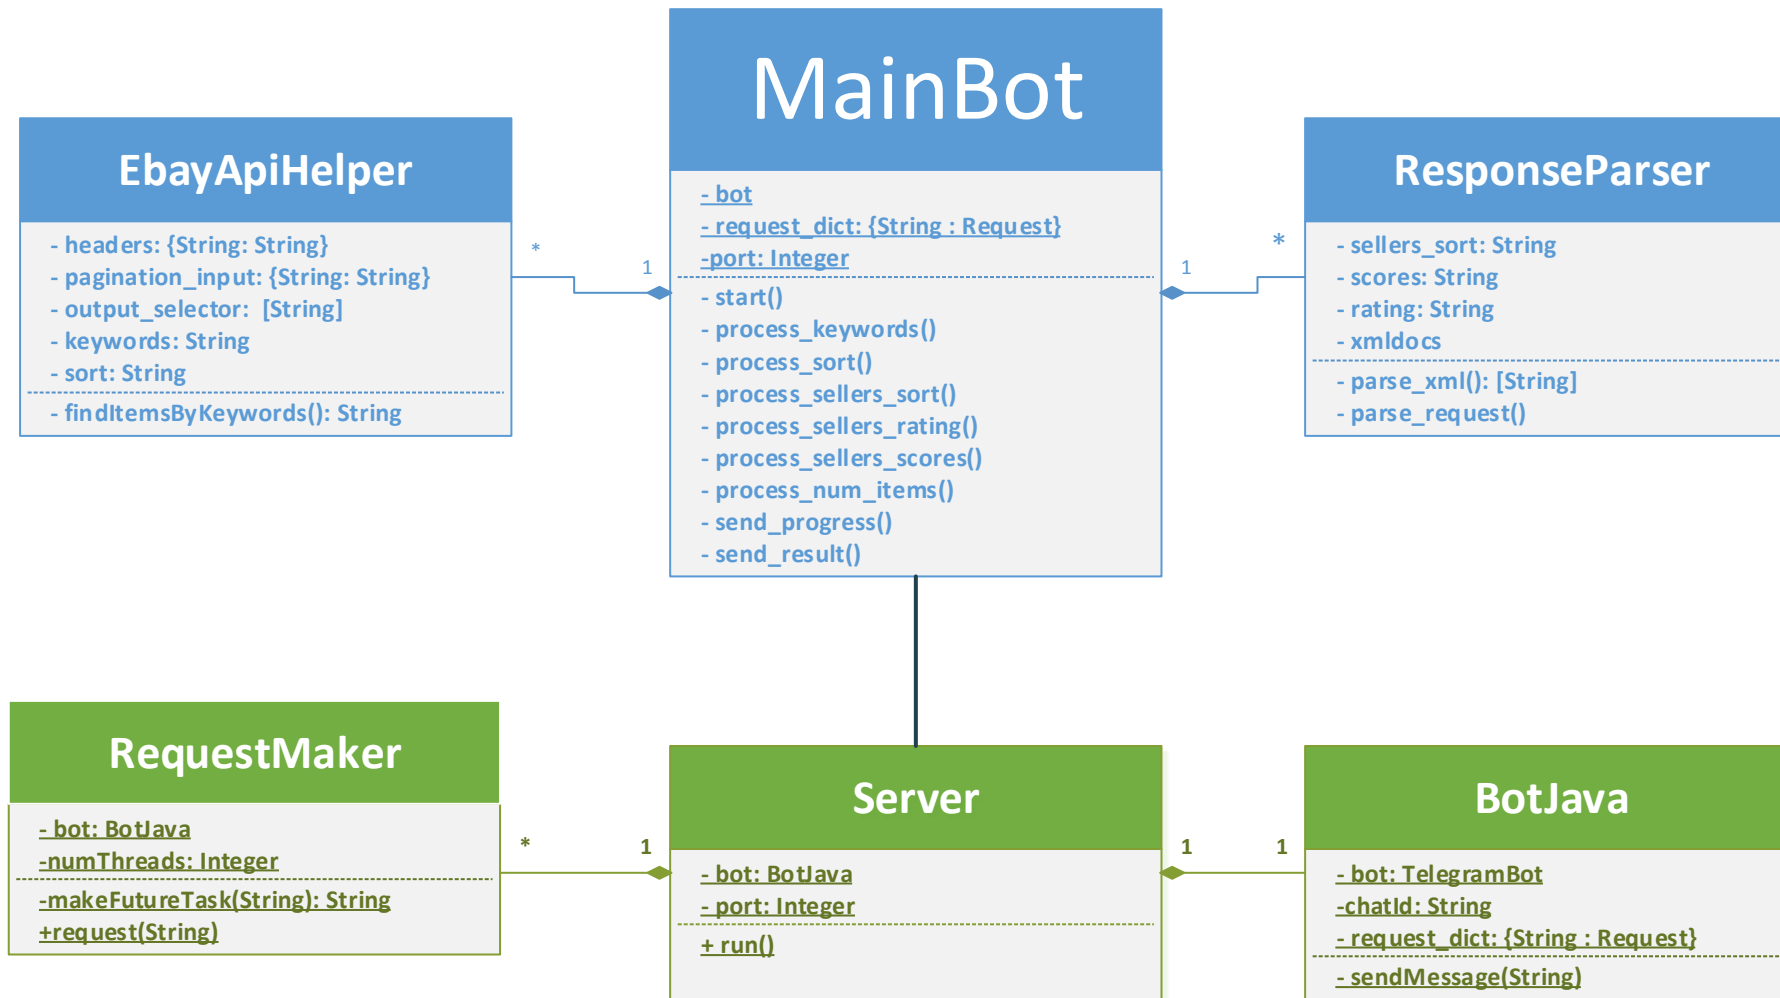 MainBot
- bot
- request_dict: {String : Request}
-port: Integer
- start()
- process_keywords()
- process_sort()
- process_sellers_sort()
- process_sellers_rating()
- process_sellers_scores()
- process_num_items()
- send_progress()
- send_result()
EbayApiHelper
- headers: {String: String}
- pagination_input: {String: String}
- output_selector: [String]
- keywords: String
- sort: String
- findItemsByKeywords(): String
*
1
ResponseParser
- sellers_sort: String
- scores: String
- rating: String
- xmldocs
- parse_xml(): [String]
- parse_request()
1
*
RequestMaker
- bot: BotJava
-numThreads: Integer
-makeFutureTask(String): String
+request(String)
*
1
Server
- bot: BotJava
- port: Integer
+ run()
1
1
BotJava
- bot: TelegramBot
-chatId: String
- request_dict: {String : Request}
- sendMessage(String)